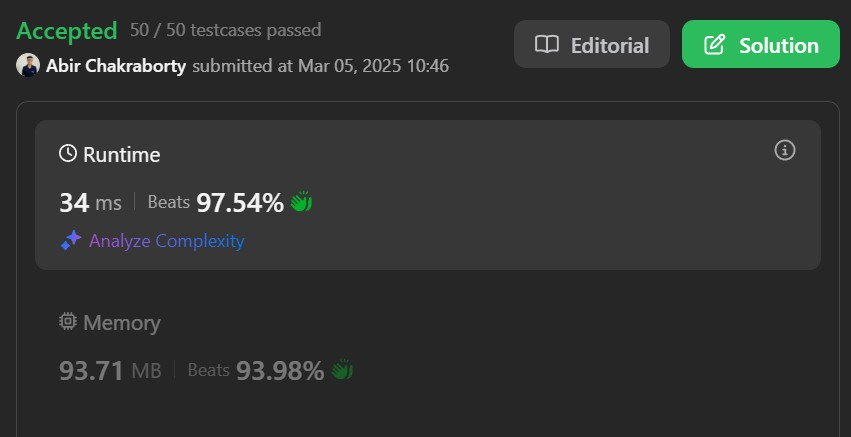 Accepted 50 / 50 testcases passed
Editorial
Solution
Abir Chakraborty submitted at Mar 05, 2025 10:46
Runtime
34 ms Beats 97.54%
Analyze Complexity
Memory
93.71 MB Beats 93.98%